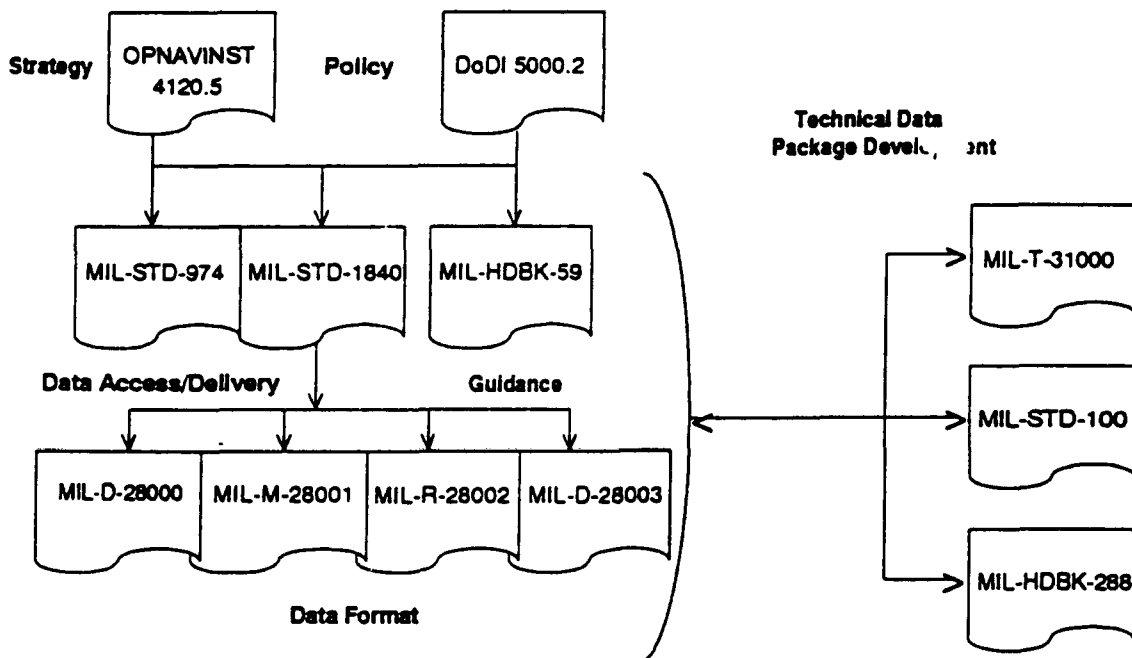 Strategy
OPNAVINST
4120.5
Policy
DoDI 5000.2
Technical Data
Package
MIL-STD-974
MIL-STD-1840
MIL-HDBK-59
MIL-T-31000
Data Access/Delivery
Guidance
MIL-STD-100
MIL-D-28000
MIL-M-28001
MIL-R-28002
MIL-D-28003
MIL-HDBK-288
Data Format